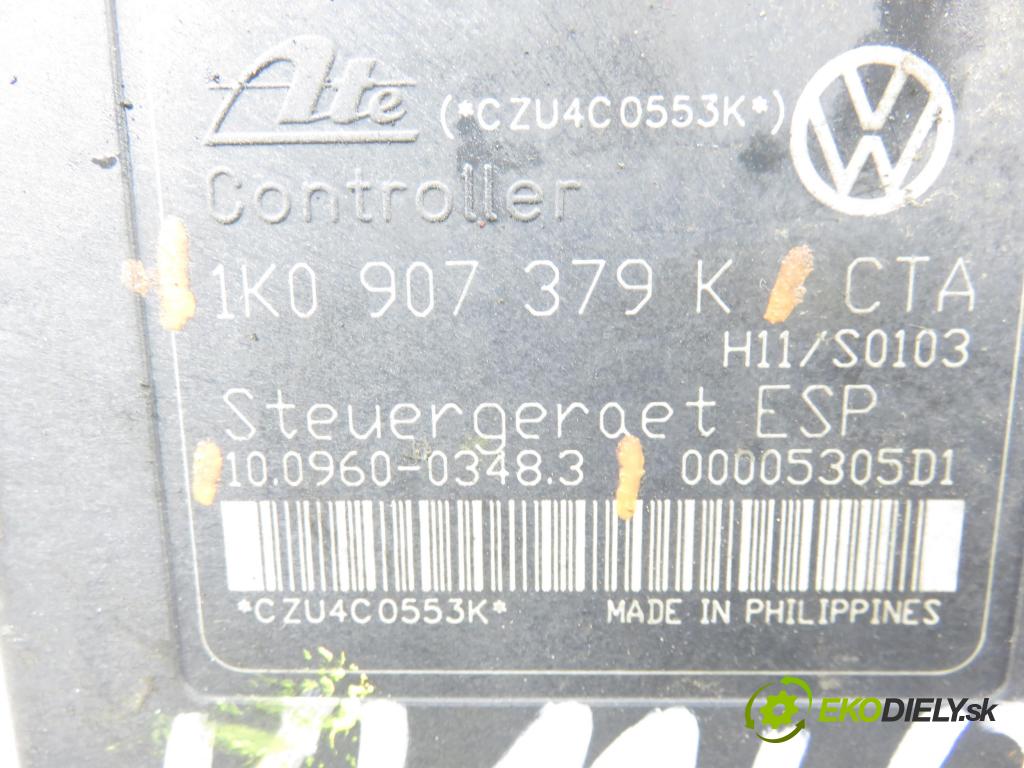 Ate (*CZU4C0553K*) VW
Controller
1K0 907 379 K CTA
H11/S0103
Steuergeraet ESP
10.0960-0348.3 00005305D1
*CZU4C0553K* MADE IN PHILIPPINES
EKODIELY.sk